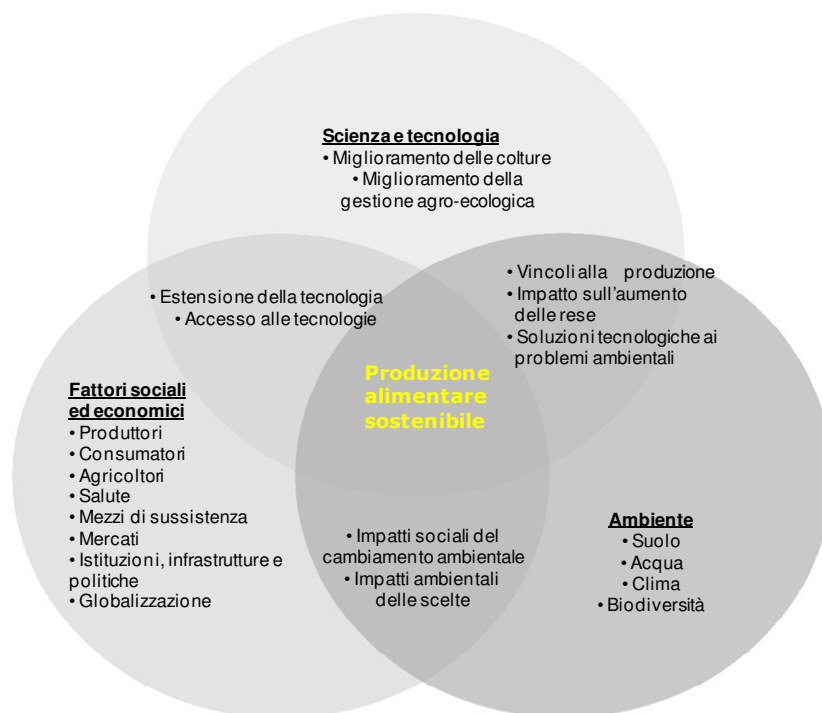 Scienza e tecnologia
• Miglioramento delle colture
• Miglioramento della
gestione agro-ecologica
• Estensione della tecnologia
• Accesso alle tecnologie
• Vincoli alla produzione
• Impatto sull'aumento
delle rese
• Soluzioni tecnologiche ai
problemi ambientali
Produzione
alimentare
sostenibile
Fattori sociali
ed economici
• Produttori
• Consumatori
• Agricoltori
• Salute
• Mezzi di sussistenza
• Mercati
• Istituzioni, infrastrutture e
politiche
• Globalizzazione
• Impatti sociali del
cambiamento ambientale
• Impatti ambientali
delle scelte
Ambiente
• Suolo
• Acqua
• Clima
• Biodiversità